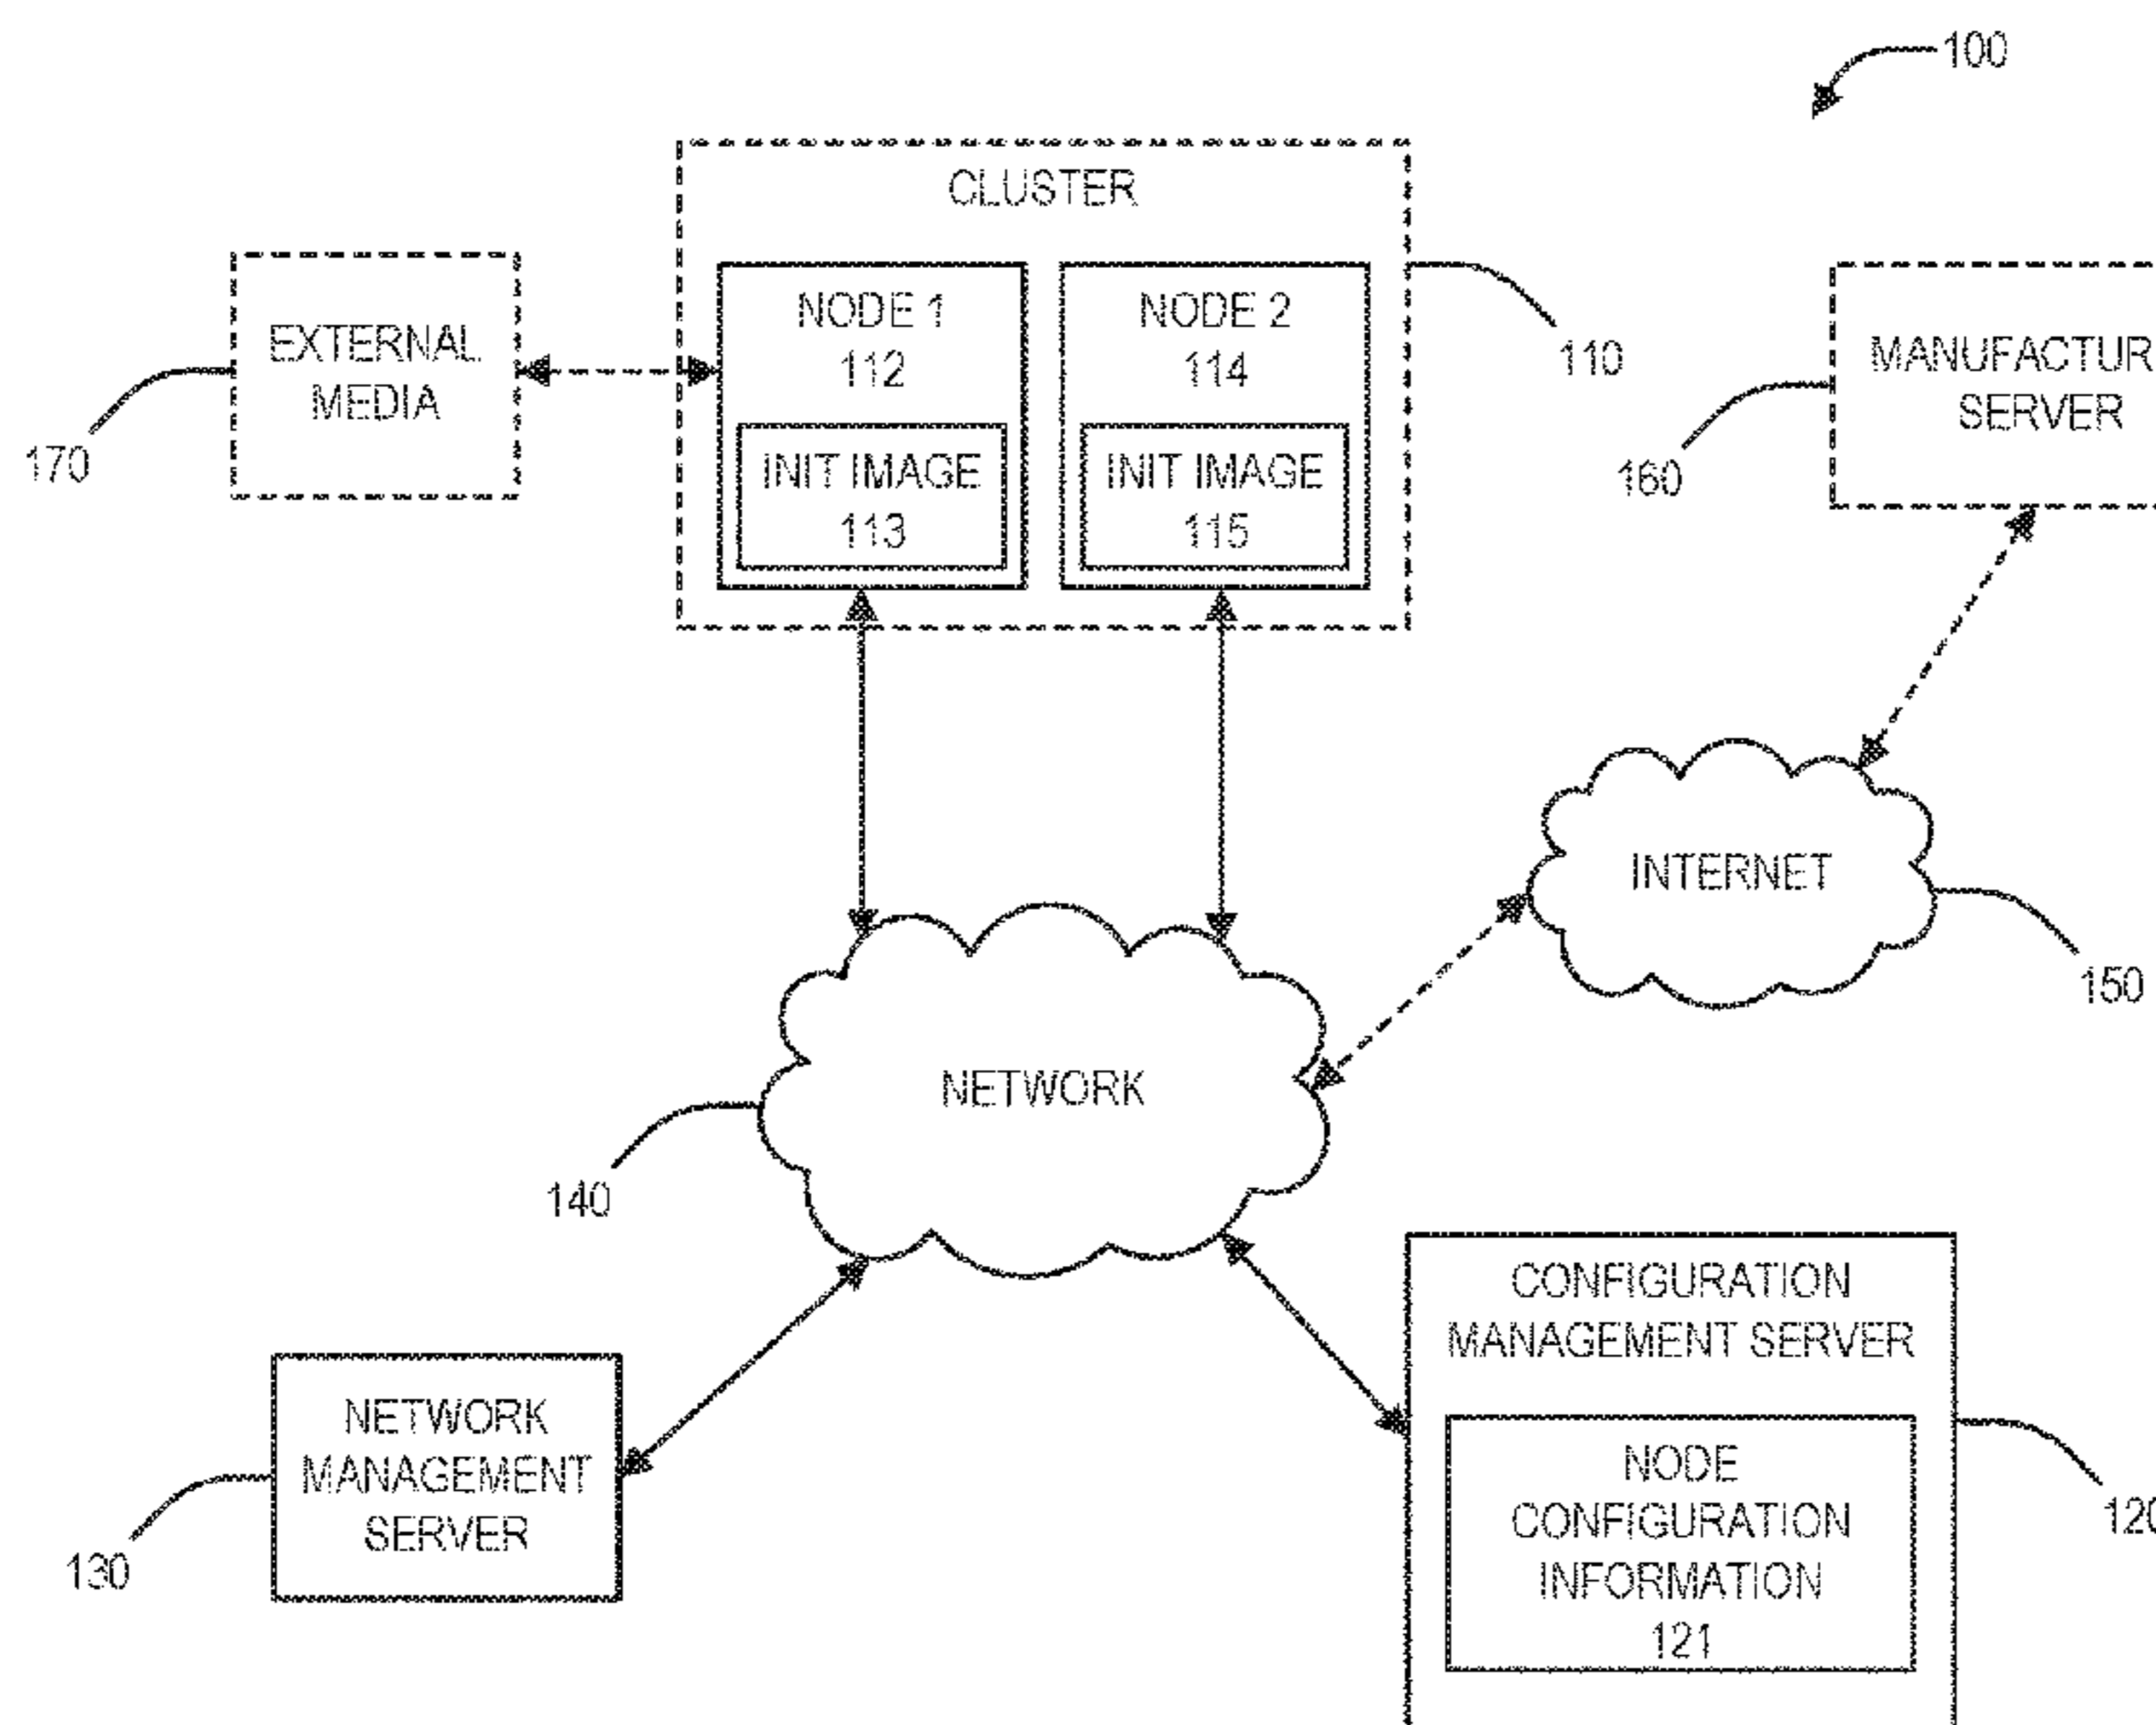 100
CLUSTER
NODE 1
112
INIT IMAGE
113
NODE 2
114
INIT IMAGE
115
110
EXTERNAL
MEDIA
170
SERVER
160
INTERNET
150
NETWORK
140
NETWORK
MANAGEMENT
SERVER
130
CONFIGURATION
MANAGEMENT SERVER
NODE
CONFIGURATION
INFORMATION
121
120